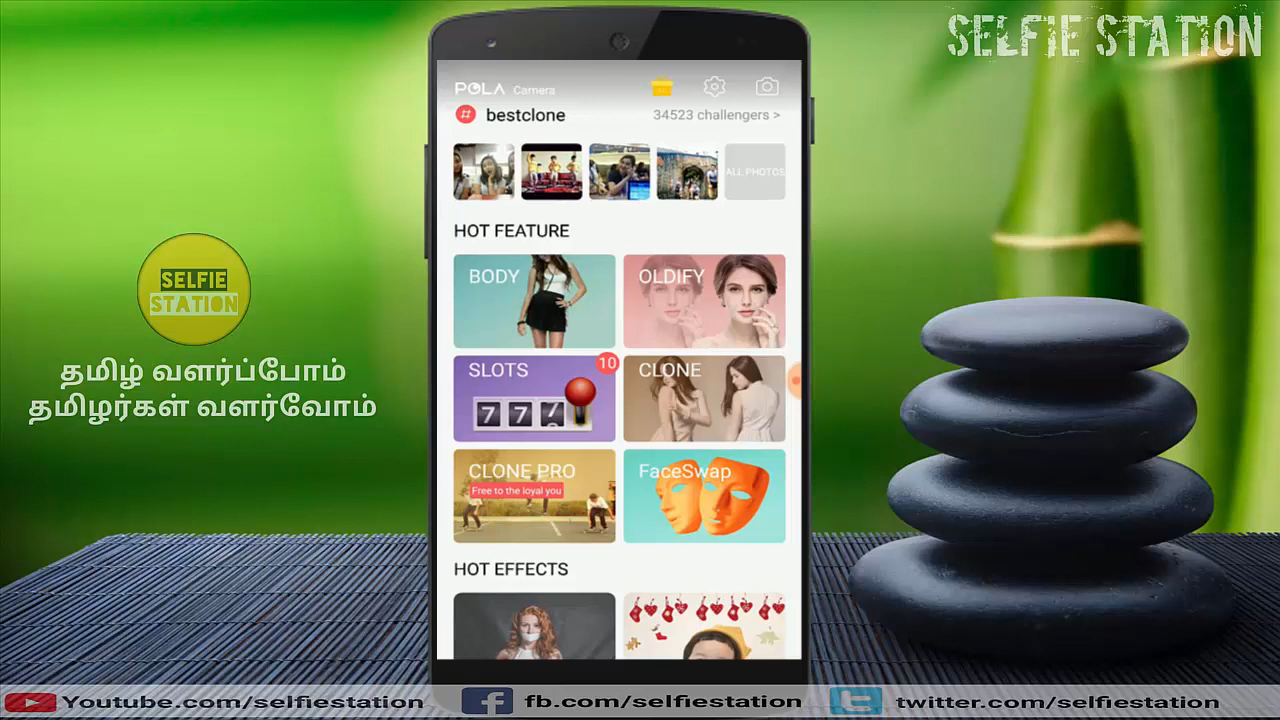 SELFIE STATION
POLA Camera
# bestclone
34523 challengers >
ALL PHOTOS
HOT FEATURE
BODY
OLDIFY
SLOTS
10
777
CLONE
CLONE PRO
Free to the loyal you
FaceSwap
HOT EFFECTS
SELFIE
STATION
தமிழ் வளர்ப்போம்
தமிழர்கள் வளர்வோம்
Youtube.com/selfiestation
fb.com/selfiestation
twitter.com/selfiestation